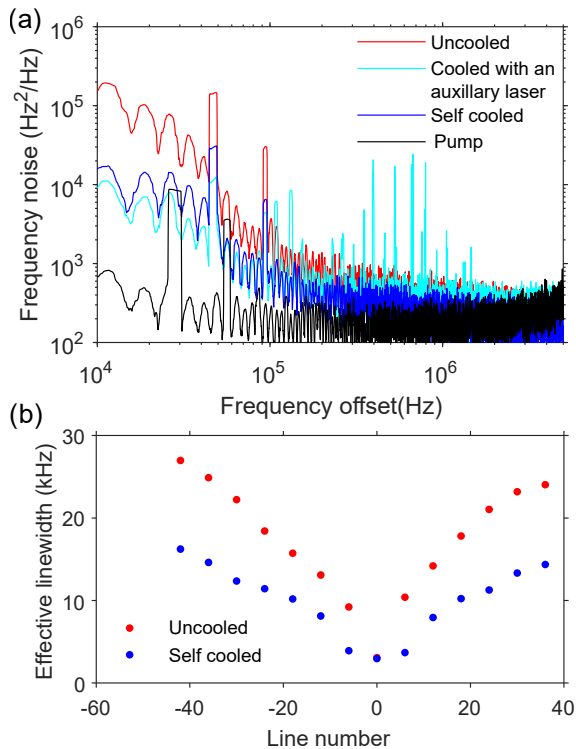 (a)
10^6
10^5
10^4
10^3
10^2
Frequency noise (Hz^2/Hz)
Uncooled
Cooled with an
auxillary laser
Self cooled
Pump
10^4
10^5
10^6
Frequency offset(Hz)
(b)
30
20
10
0
Effective linewidth (kHz)
Uncooled
Self cooled
-60
-40
-20
0
20
40
Line number